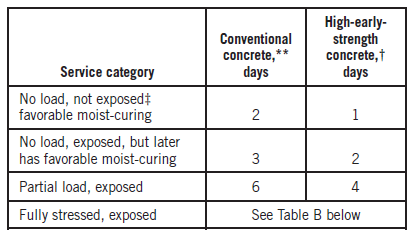 Service category
Conventional
concrete,**
days
High-early-
strength
concrete,†
days
No load, not exposed‡
favorable moist-curing
2
1
No load, exposed, but later
has favorable moist-curing
3
2
Partial load, exposed
6
4
Fully stressed, exposed
See Table B below